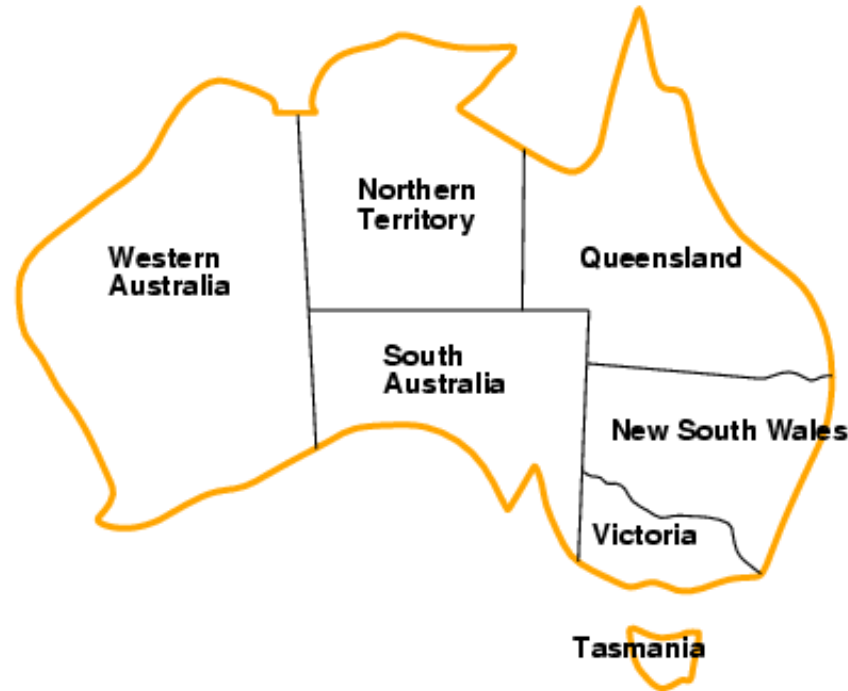 Northern
Territory
Western
Australia
Queensland
South
Australia
New South Wales
Victoria
Tasmania